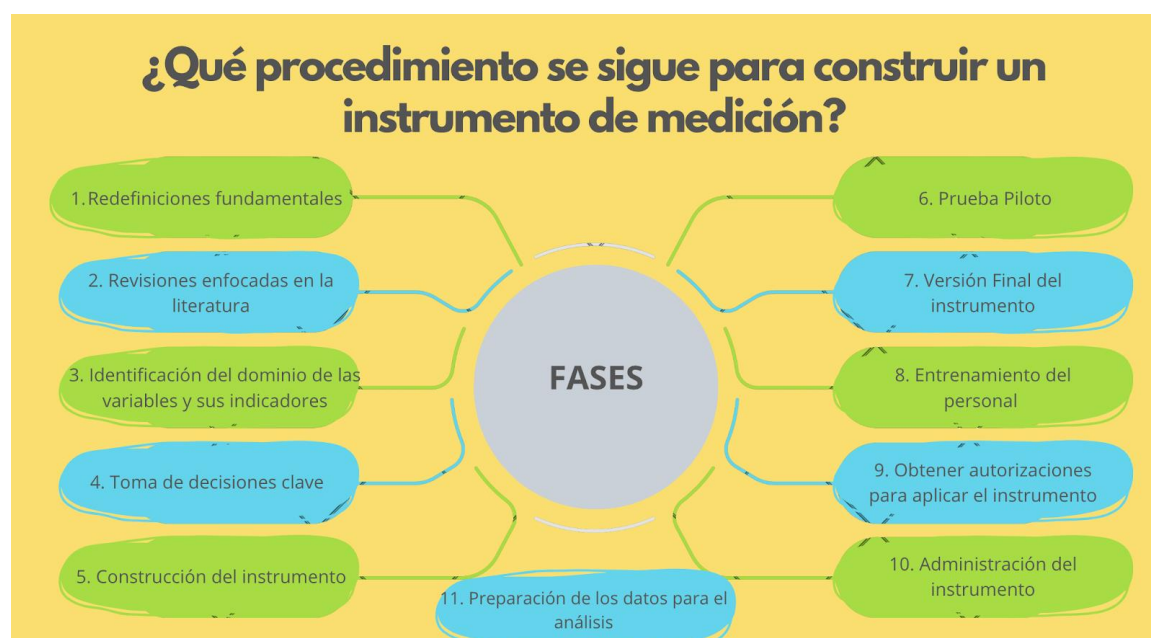 ¿Qué procedimiento se sigue para construir un
instrumento de medición?
1. Redefiniciones fundamentales
2. Revisiones enfocadas en la
literatura
3. Identificación del dominio de las
variables y sus indicadores
4. Toma de decisiones clave
5. Construcción del instrumento
FASES
6. Prueba Piloto
7. Versión Final del
instrumento
8. Entrenamiento del
personal
9. Obtener autorizaciones
para aplicar el instrumento
10. Administración del
instrumento
11. Preparación de los datos para el
análisis